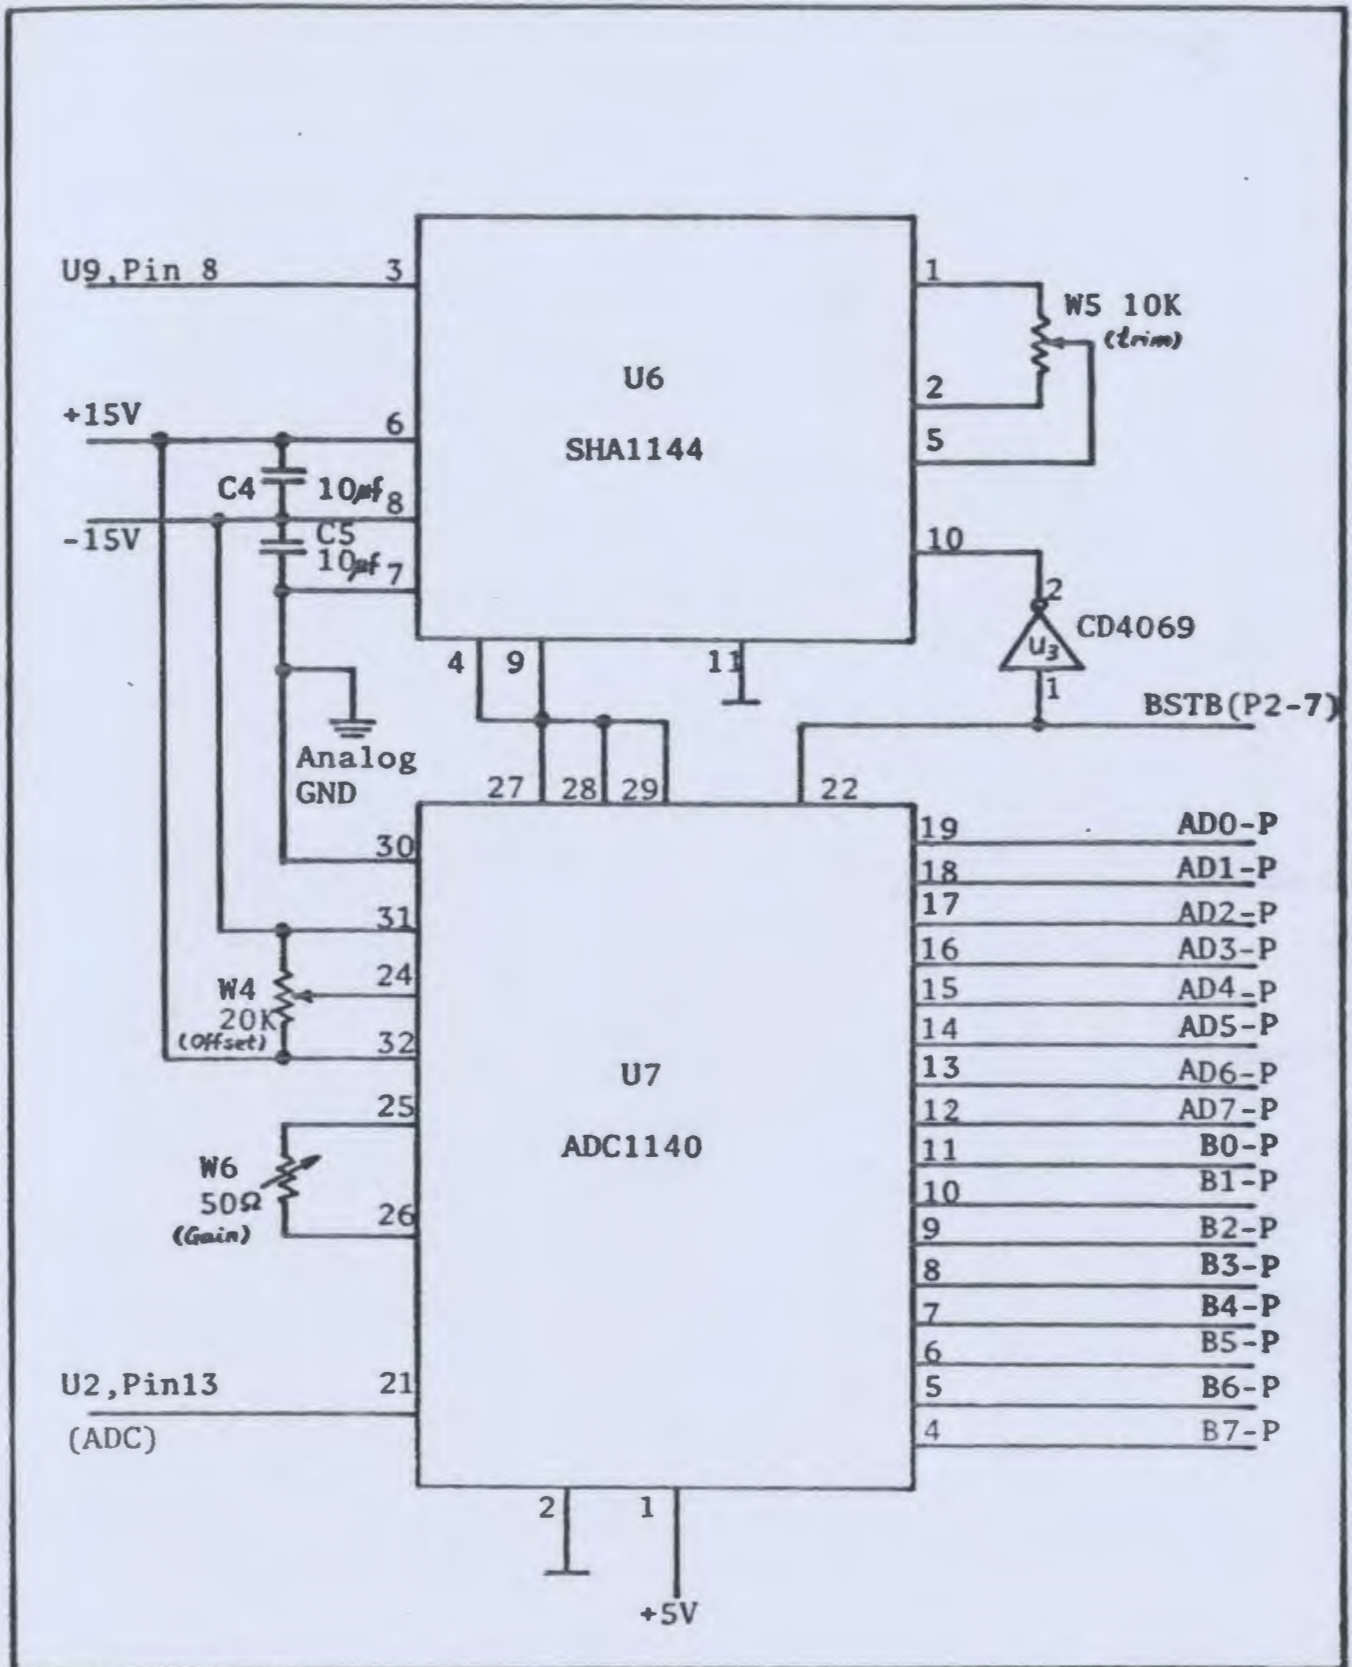 U9,Pin 8
3
1
W5 10K
(trim)
U6
2
+15V
6
5
SHA1144
C4
10µf
8
-15V
C5
10µf
7
10
2
CD4069
U3
1
4
9
11
BSTB(P2-7)
Analog
GND
27
28
29
22
19
AD0-P
30
18
AD1-P
17
AD2-P
31
16
AD3-P
24
15
AD4-P
W4
20K
(Offset)
14
AD5-P
32
13
AD6-P
U7
25
12
AD7-P
ADC1140
11
B0-P
W6
50Ω
(Gain)
10
B1-P
26
9
B2-P
8
B3-P
7
B4-P
6
B5-P
U2,Pin13
21
5
B6-P
(ADC)
4
B7-P
2
1
+5V